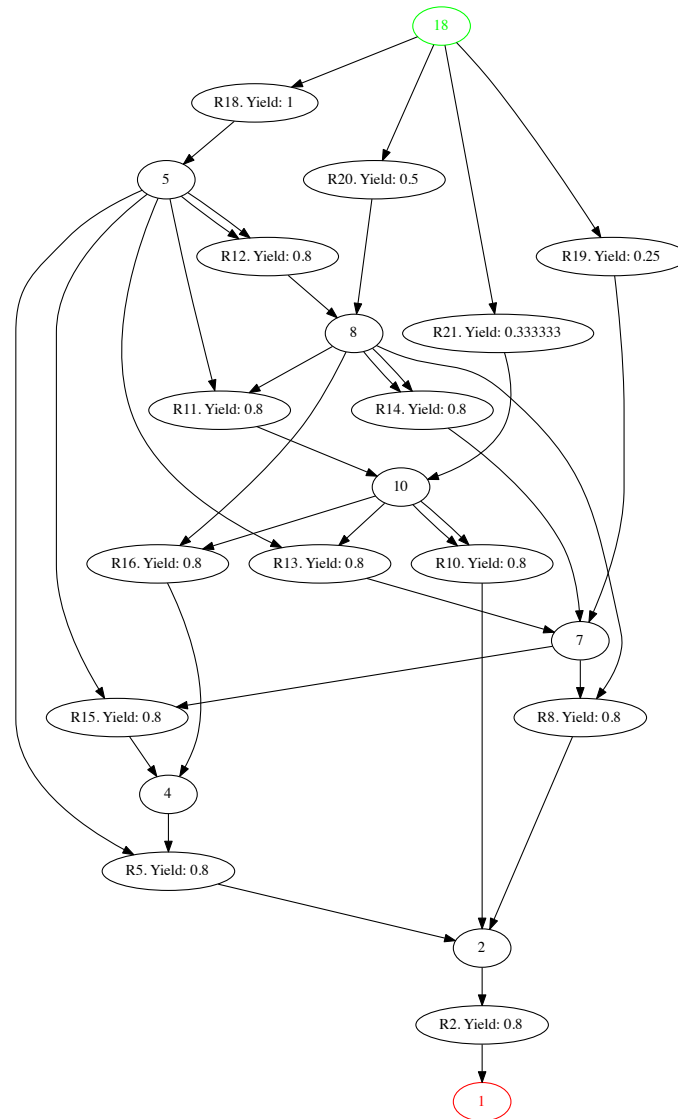 18
R18. Yield: 1
5
R20. Yield: 0.5
R12. Yield: 0.8
R19. Yield: 0.25
8
R21. Yield: 0.333333
R11. Yield: 0.8
R14. Yield: 0.8
10
R16. Yield: 0.8
R13. Yield: 0.8
R10. Yield: 0.8
7
R15. Yield: 0.8
R8. Yield: 0.8
4
R5. Yield: 0.8
2
R2. Yield: 0.8
1